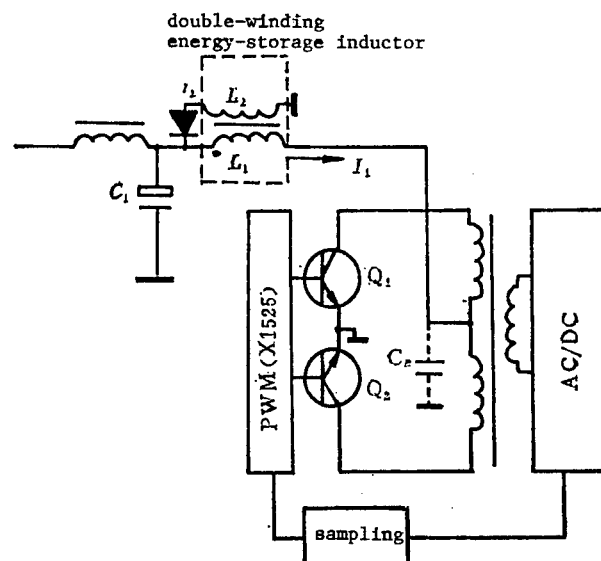 double-winding
energy-storage inductor
I₂
L₂
L₁
I₁
C₁
Q₁
PWM(X1525)
C₂
Q₂
AC/DC
sampling